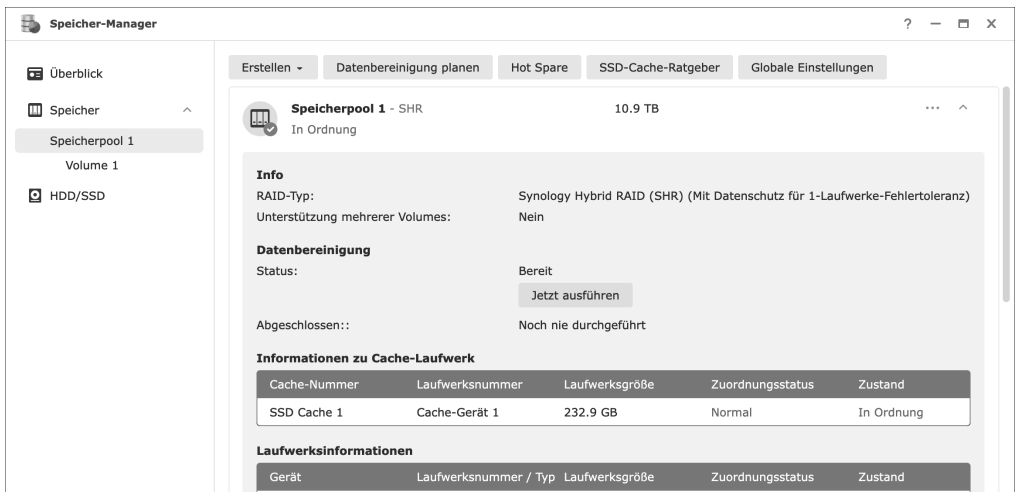 Speicher-Manager
Überblick
Speicher
Speicherpool 1
Volume 1
HDD/SSD
Erstellen
Datenbereinigung planen
Hot Spare
SSD-Cache-Ratgeber
Globale Einstellungen
Speicherpool 1 - SHR 10.9 TB
In Ordnung
Info
RAID-Typ: Synology Hybrid RAID (SHR) (Mit Datenschutz für 1-Laufwerke-Fehlertoleranz)
Unterstützung mehrerer Volumes: Nein
Datenbereinigung
Status: Bereit
Jetzt ausführen
Abgeschlossen:: Noch nie durchgeführt
Informationen zu Cache-Laufwerk
Cache-Nummer Laufwerksnummer Laufwerksgröße Zuordnungsstatus Zustand
SSD Cache 1 Cache-Gerät 1 232.9 GB Normal In Ordnung
Laufwerksinformationen
Gerät Laufwerksnummer / Typ Laufwerksgröße Zuordnungsstatus Zustand